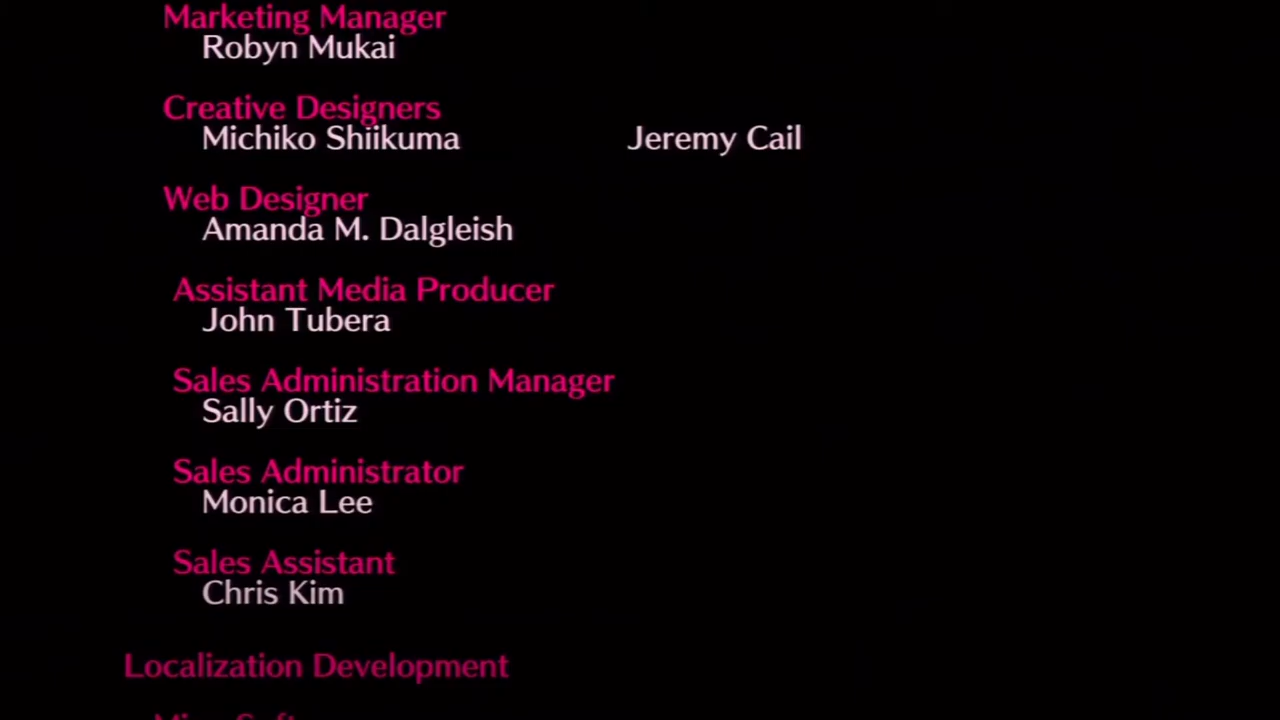 Marketing Manager
Robyn Mukai
Creative Designers
Michiko Shiikuma Jeremy Cail
Web Designer
Amanda M. Dalgleish
Assistant Media Producer
John Tubera
Sales Administration Manager
Sally Ortiz
Sales Administrator
Monica Lee
Sales Assistant
Chris Kim
Localization Development